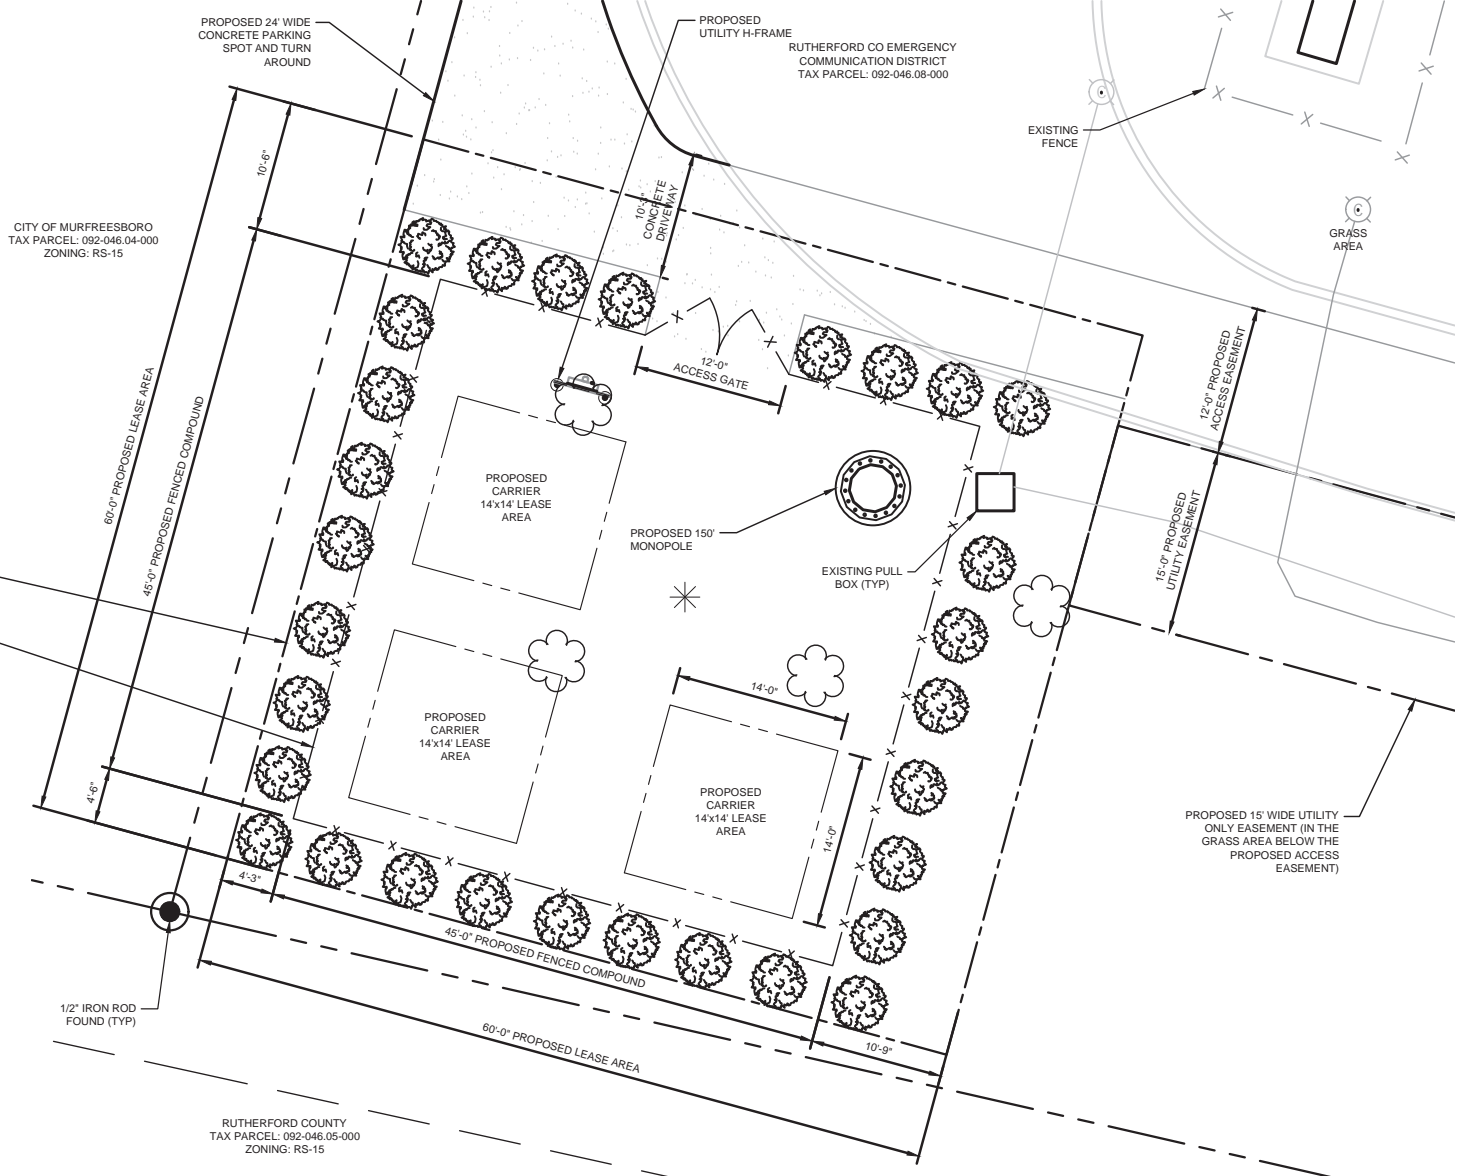 PROPOSED 24' WIDE
CONCRETE PARKING
SPOT AND TURN
AROUND
PROPOSED
UTILITY H-FRAME
RUTHERFORD CO EMERGENCY
COMMUNICATION DISTRICT
TAX PARCEL: 092-046.08-000
EXISTING
FENCE
GRASS
AREA
10'-6"
10'-3"
CONCRETE
DRIVEWAY
CITY OF MURFREESBORO
TAX PARCEL: 092-046.04-000
ZONING: RS-15
12'-0"
ACCESS GATE
12'-0" PROPOSED
ACCESS EASEMENT
60'-0" PROPOSED LEASE AREA
45'-0" PROPOSED FENCED COMPOUND
PROPOSED
CARRIER
14'x14' LEASE
AREA
PROPOSED 150'
MONOPOLE
EXISTING PULL
BOX (TYP)
15'-0" PROPOSED
UTILITY EASEMENT
14'-0"
PROPOSED
CARRIER
14'x14' LEASE
AREA
PROPOSED
CARRIER
14'x14' LEASE
AREA
14'-0"
4'-6"
PROPOSED 15' WIDE UTILITY
ONLY EASEMENT (IN THE
GRASS AREA BELOW THE
PROPOSED ACCESS
EASEMENT)
4'-3"
45'-0" PROPOSED FENCED COMPOUND
1/2" IRON ROD
FOUND (TYP)
60'-0" PROPOSED LEASE AREA
10'-9"
RUTHERFORD COUNTY
TAX PARCEL: 092-046.05-000
ZONING: RS-15